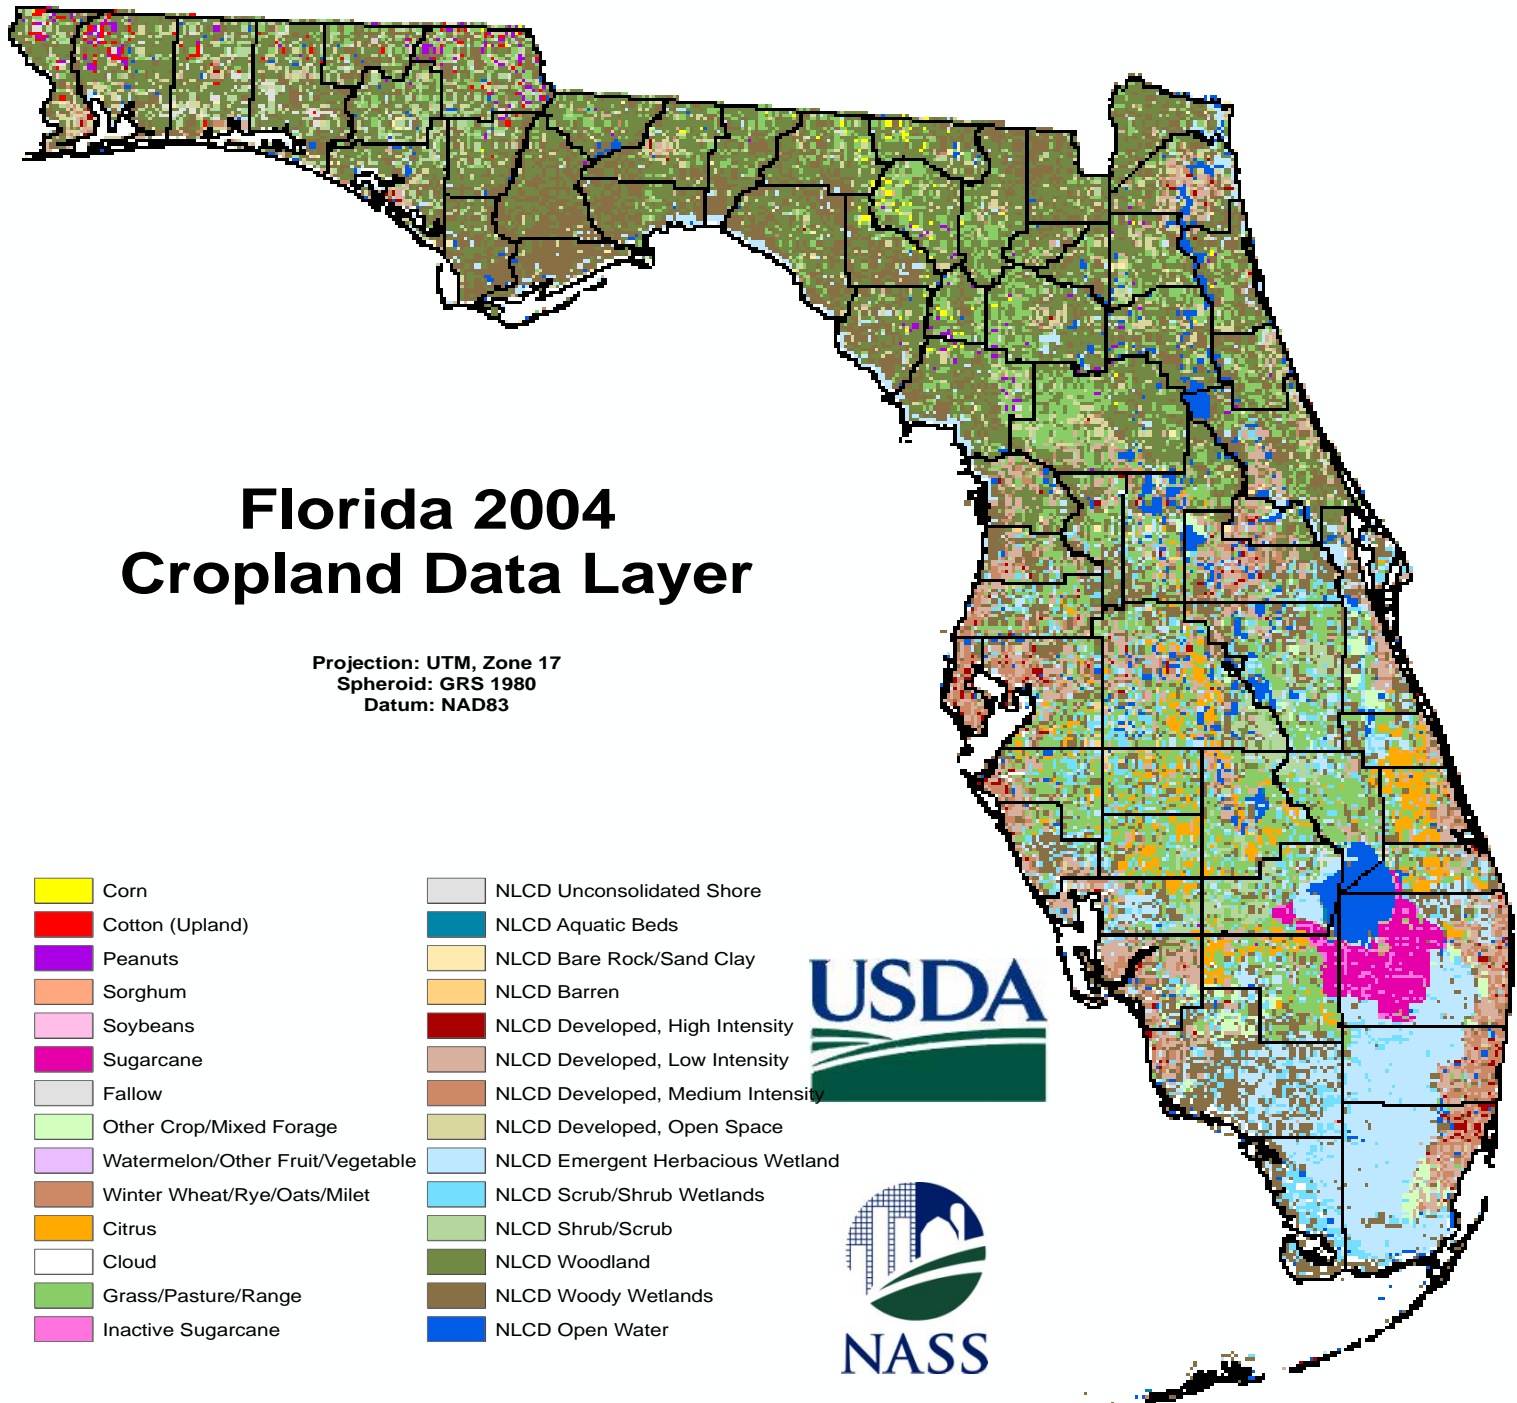 Florida 2004
Cropland Data Layer
Projection: UTM, Zone 17
Spheroid: GRS 1980
Datum: NAD83
Corn
Cotton (Upland)
Peanuts
Sorghum
Soybeans
Sugarcane
Fallow
Other Crop/Mixed Forage
Watermelon/Other Fruit/Vegetable
Winter Wheat/Rye/Oats/Milet
Citrus
Cloud
Grass/Pasture/Range
Inactive Sugarcane
NLCD Unconsolidated Shore
NLCD Aquatic Beds
NLCD Bare Rock/Sand Clay
NLCD Barren
NLCD Developed, High Intensity
NLCD Developed, Low Intensity
NLCD Developed, Medium Intensity
NLCD Developed, Open Space
NLCD Emergent Herbacious Wetland
NLCD Scrub/Shrub Wetlands
NLCD Shrub/Scrub
NLCD Woodland
NLCD Woody Wetlands
NLCD Open Water
USDA
NASS